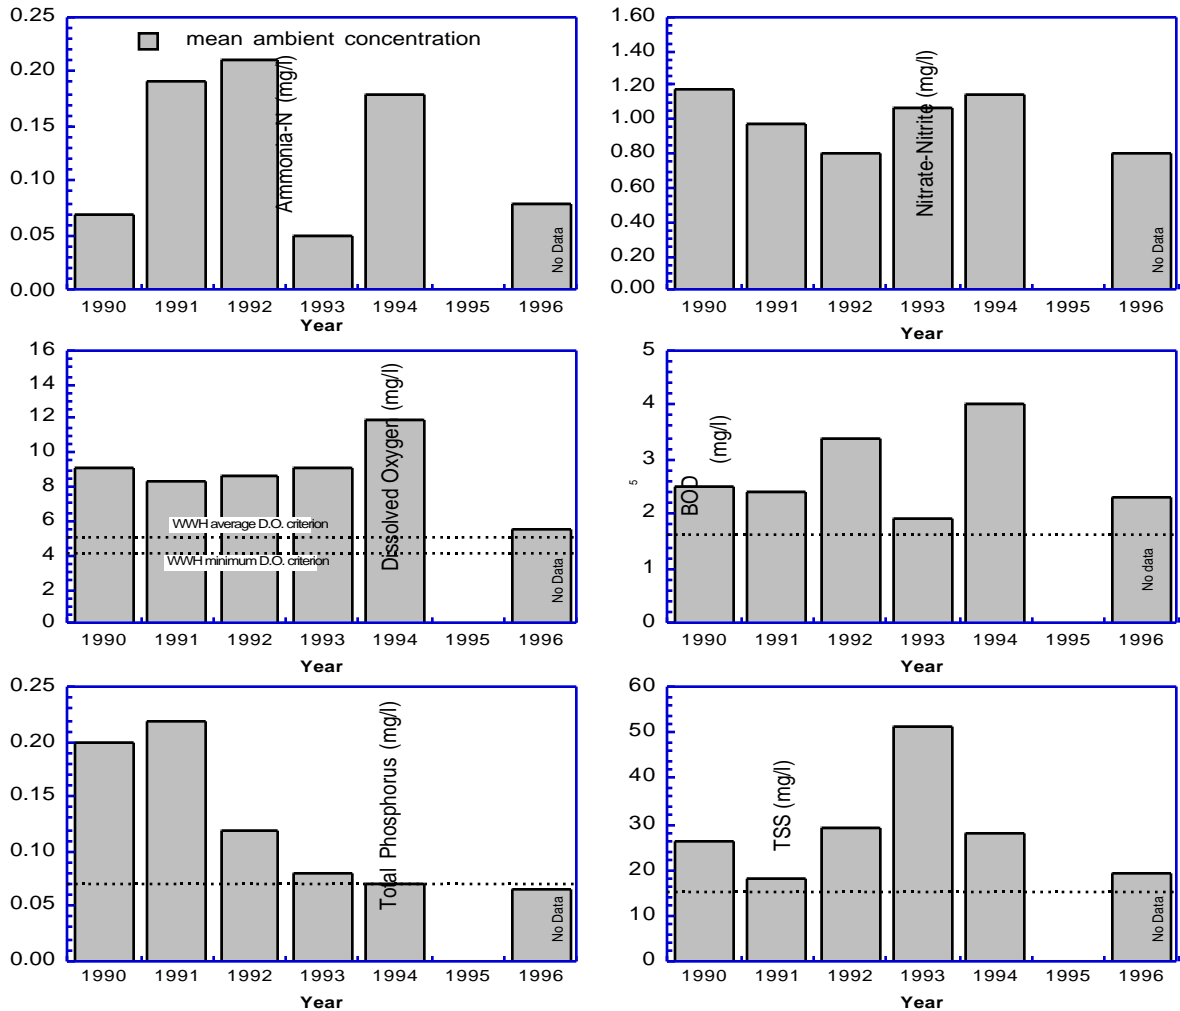 0.25
0.20
0.15
0.10
0.05
0.00
mean ambient concentration
Ammonia-N (mg/l)
No Data
1990 1991 1992 1993 1994 1995 1996
Year
1.60
1.40
1.20
1.00
0.80
0.60
0.40
0.20
0.00
Nitrate-Nitrite (mg/l)
No Data
1990 1991 1992 1993 1994 1995 1996
Year
16
14
12
10
8
6
4
2
0
Dissolved Oxygen (mg/l)
WWH average D.O. criterion
WWH minimum D.O. criterion
No Data
1990 1991 1992 1993 1994 1995 1996
Year
5
4
3
2
1
0
BOD5 (mg/l)
No data
1990 1991 1992 1993 1994 1995 1996
Year
0.25
0.20
0.15
0.10
0.05
0.00
Total Phosphorus (mg/l)
No Data
1990 1991 1992 1993 1994 1995 1996
Year
60
50
40
30
20
10
0
TSS (mg/l)
No Data
1990 1991 1992 1993 1994 1995 1996
Year